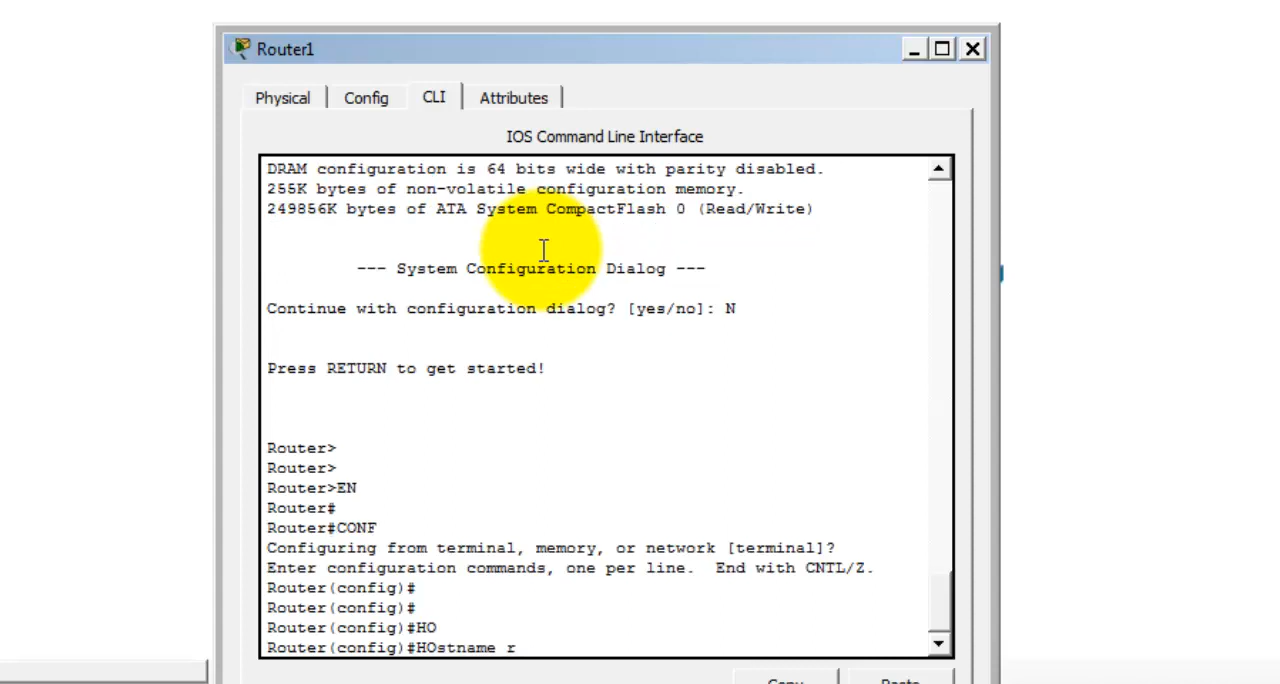 Router1
Physical Config CLI Attributes
IOS Command Line Interface
DRAM configuration is 64 bits wide with parity disabled.
255K bytes of non-volatile configuration memory.
249856K bytes of ATA System CompactFlash 0 (Read/Write)
--- System Configuration Dialog ---
Continue with configuration dialog? [yes/no]: N
Press RETURN to get started!
Router>
Router>
Router>EN
Router#
Router#CONF
Configuring from terminal, memory, or network [terminal]?
Enter configuration commands, one per line.  End with CNTL/Z.
Router(config)#
Router(config)#
Router(config)#HO
Router(config)#HOstname r
Copy Paste